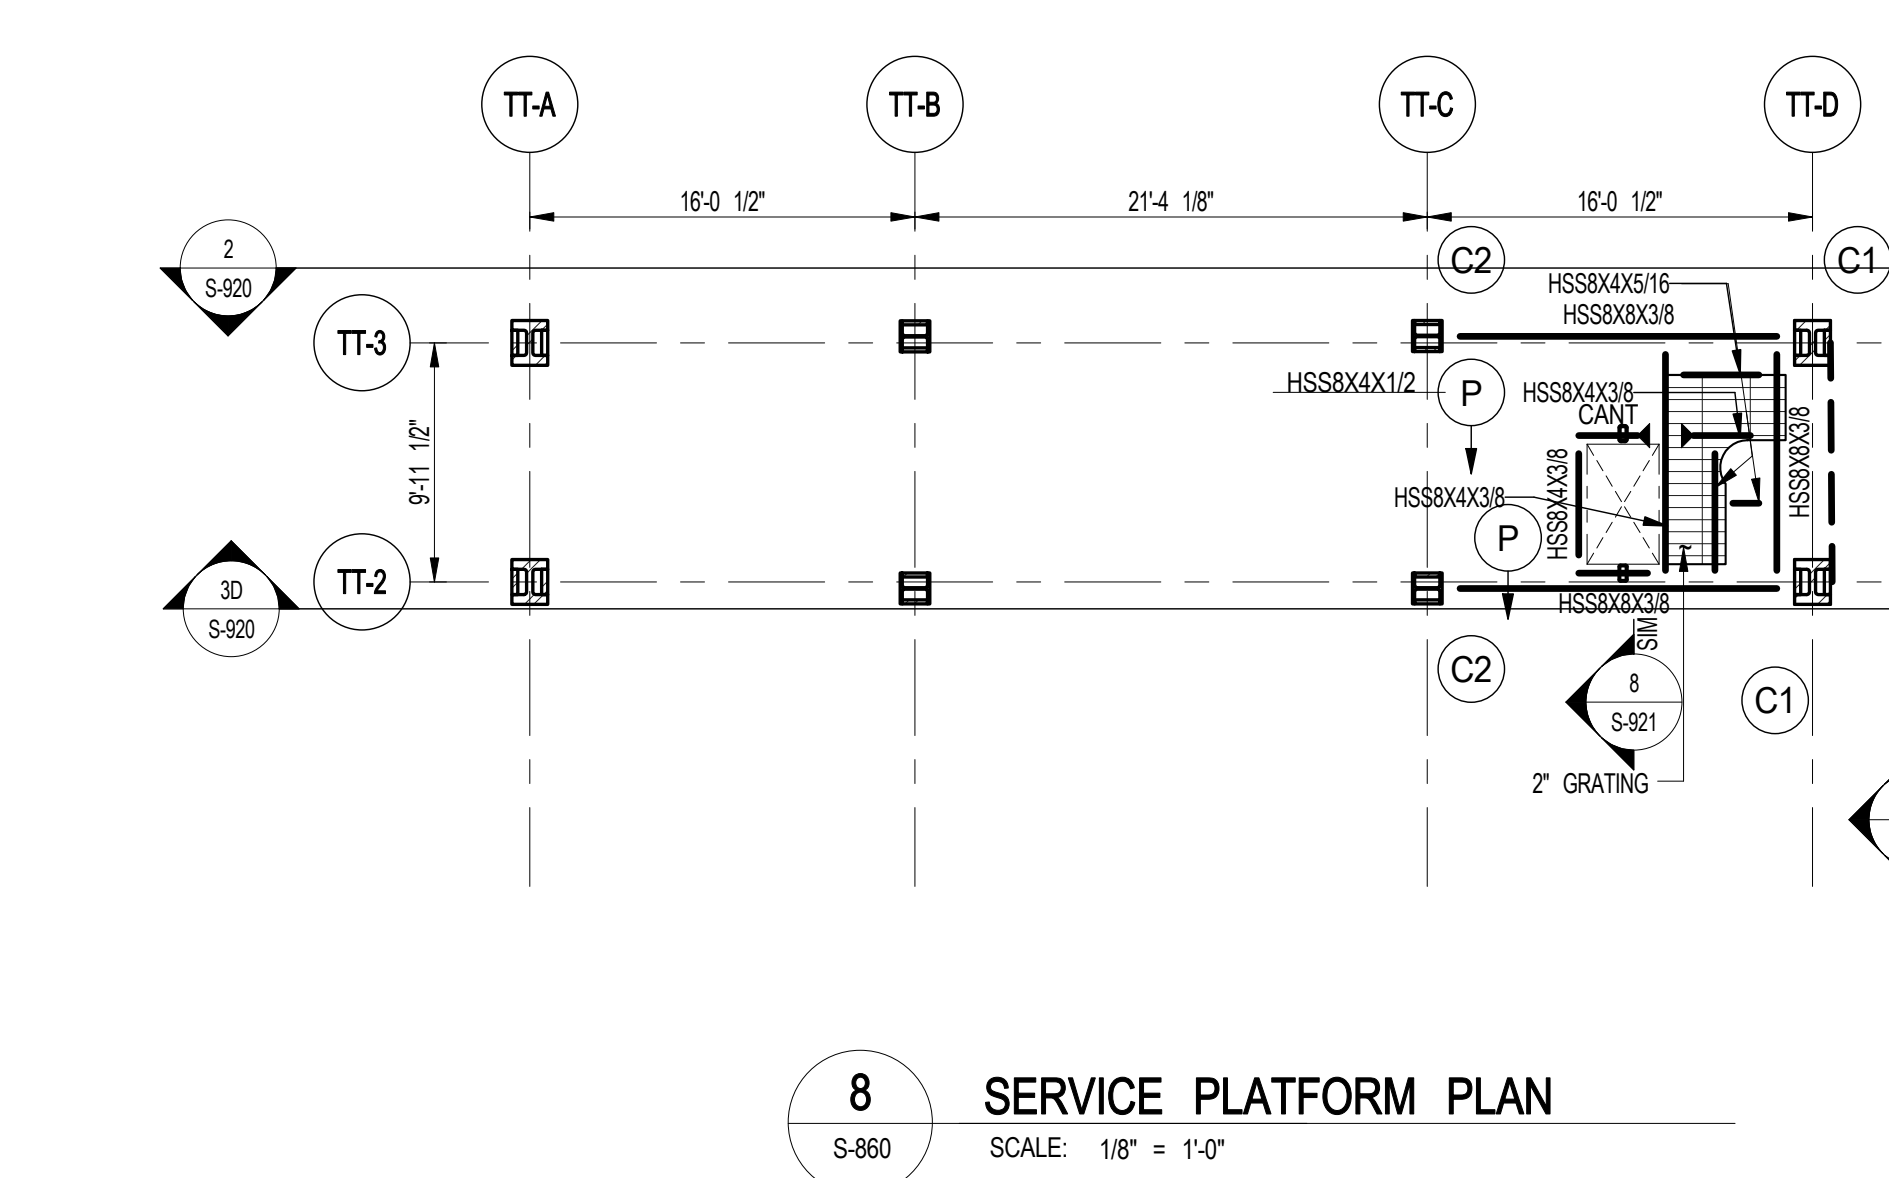 TT-A TT-B TT-C TT-D
16'-0 1/2" 21'-4 1/8" 16'-0 1/2"
2
S-920
C2
C1
HSS8X4X5/16
HSS8X8X3/8
TT-3
HSS8X4X1/2
P
HSS8X4X3/8
CANT
9'-11 1/2"
HSS8X4X3/8
HSS8X4X3/8
HSS8X8X3/8
P
TT-2
3D
S-920
HSS8X8X3/8
SIM
C2
8
S-921
C1
2" GRATING
8
S-860
SERVICE PLATFORM PLAN
SCALE: 1/8" = 1'-0"